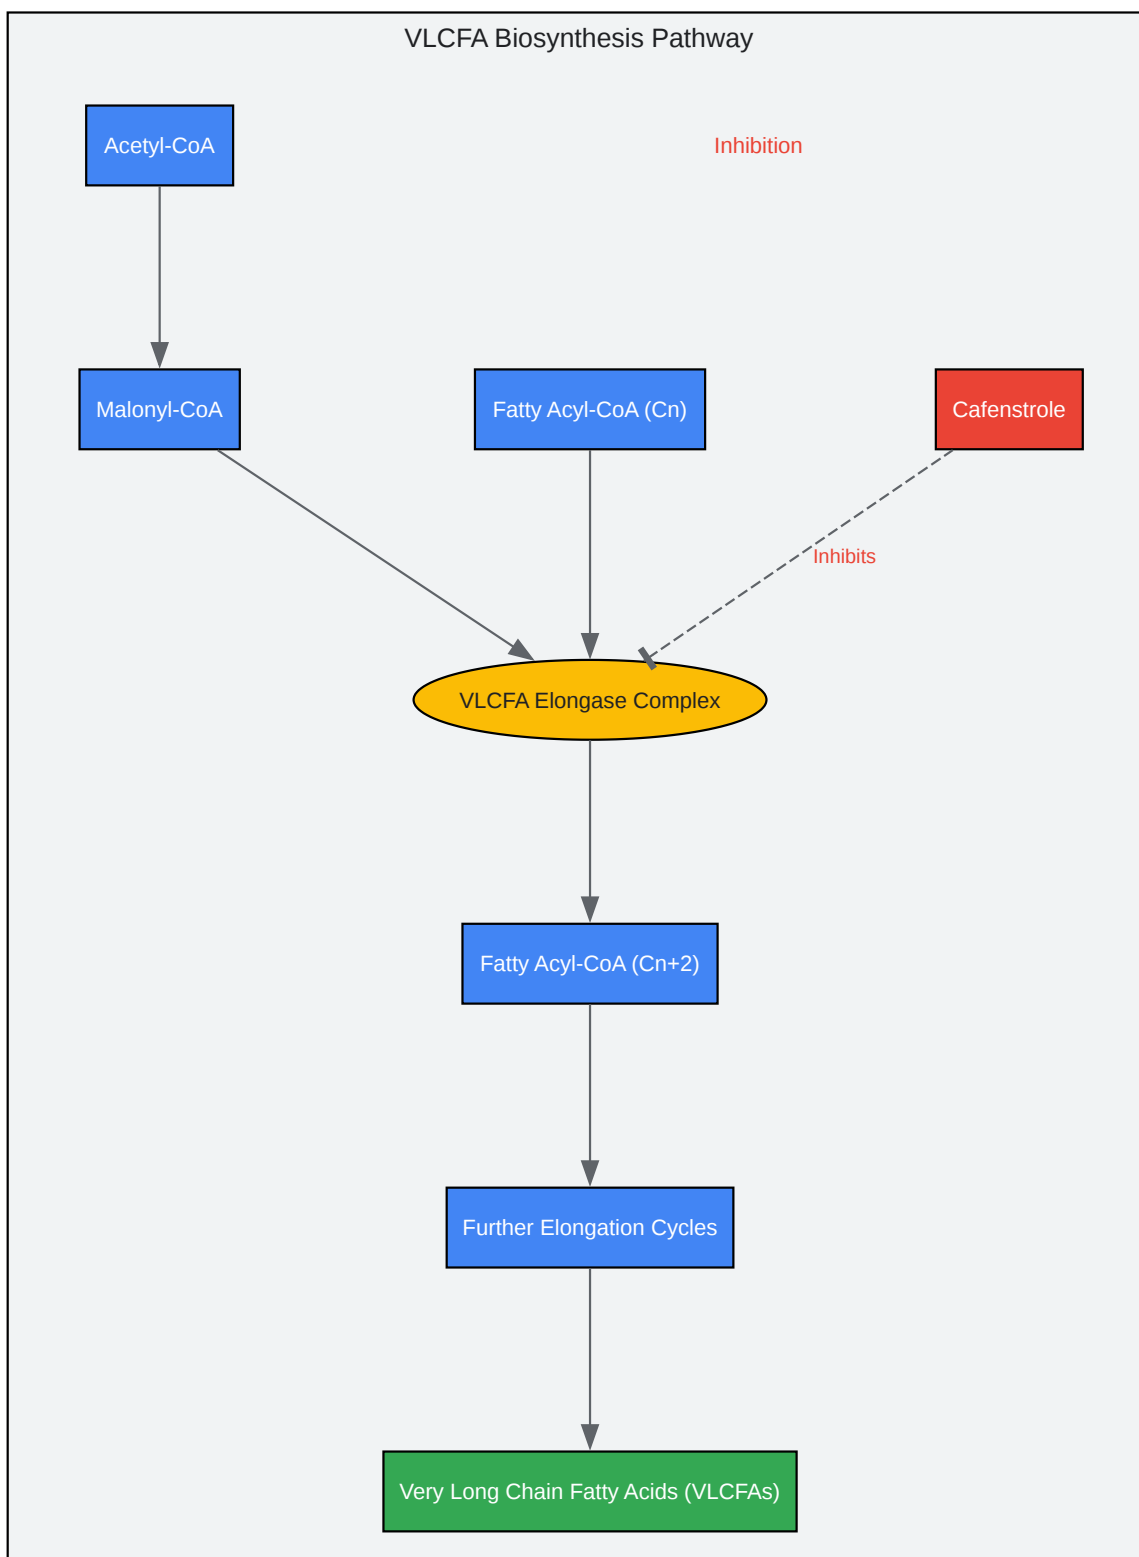 VLCFA Biosynthesis Pathway
Acetyl-CoA
Inhibition
Malonyl-CoA
Fatty Acyl-CoA (Cn)
Cafenstrole
Inhibits
VLCFA Elongase Complex
Fatty Acyl-CoA (Cn+2)
Further Elongation Cycles
Very Long Chain Fatty Acids (VLCFAs)